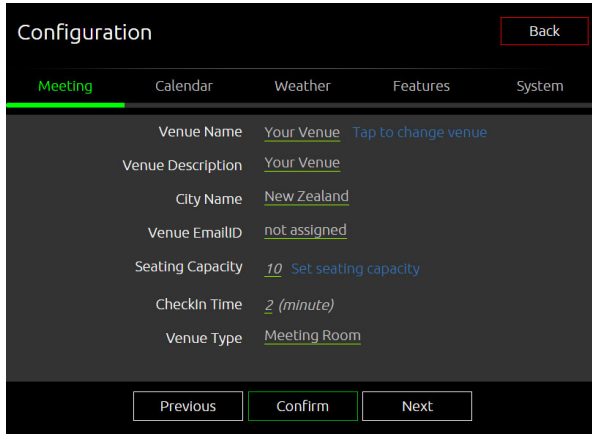 Configuration Back
Meeting Calendar Weather Features System
Venue Name Your Venue Tap to change venue
Venue Description Your Venue
City Name New Zealand
Venue EmailID not assigned
Seating Capacity 10 Set seating capacity
CheckIn Time 2 (minute)
Venue Type Meeting Room
Previous Confirm Next